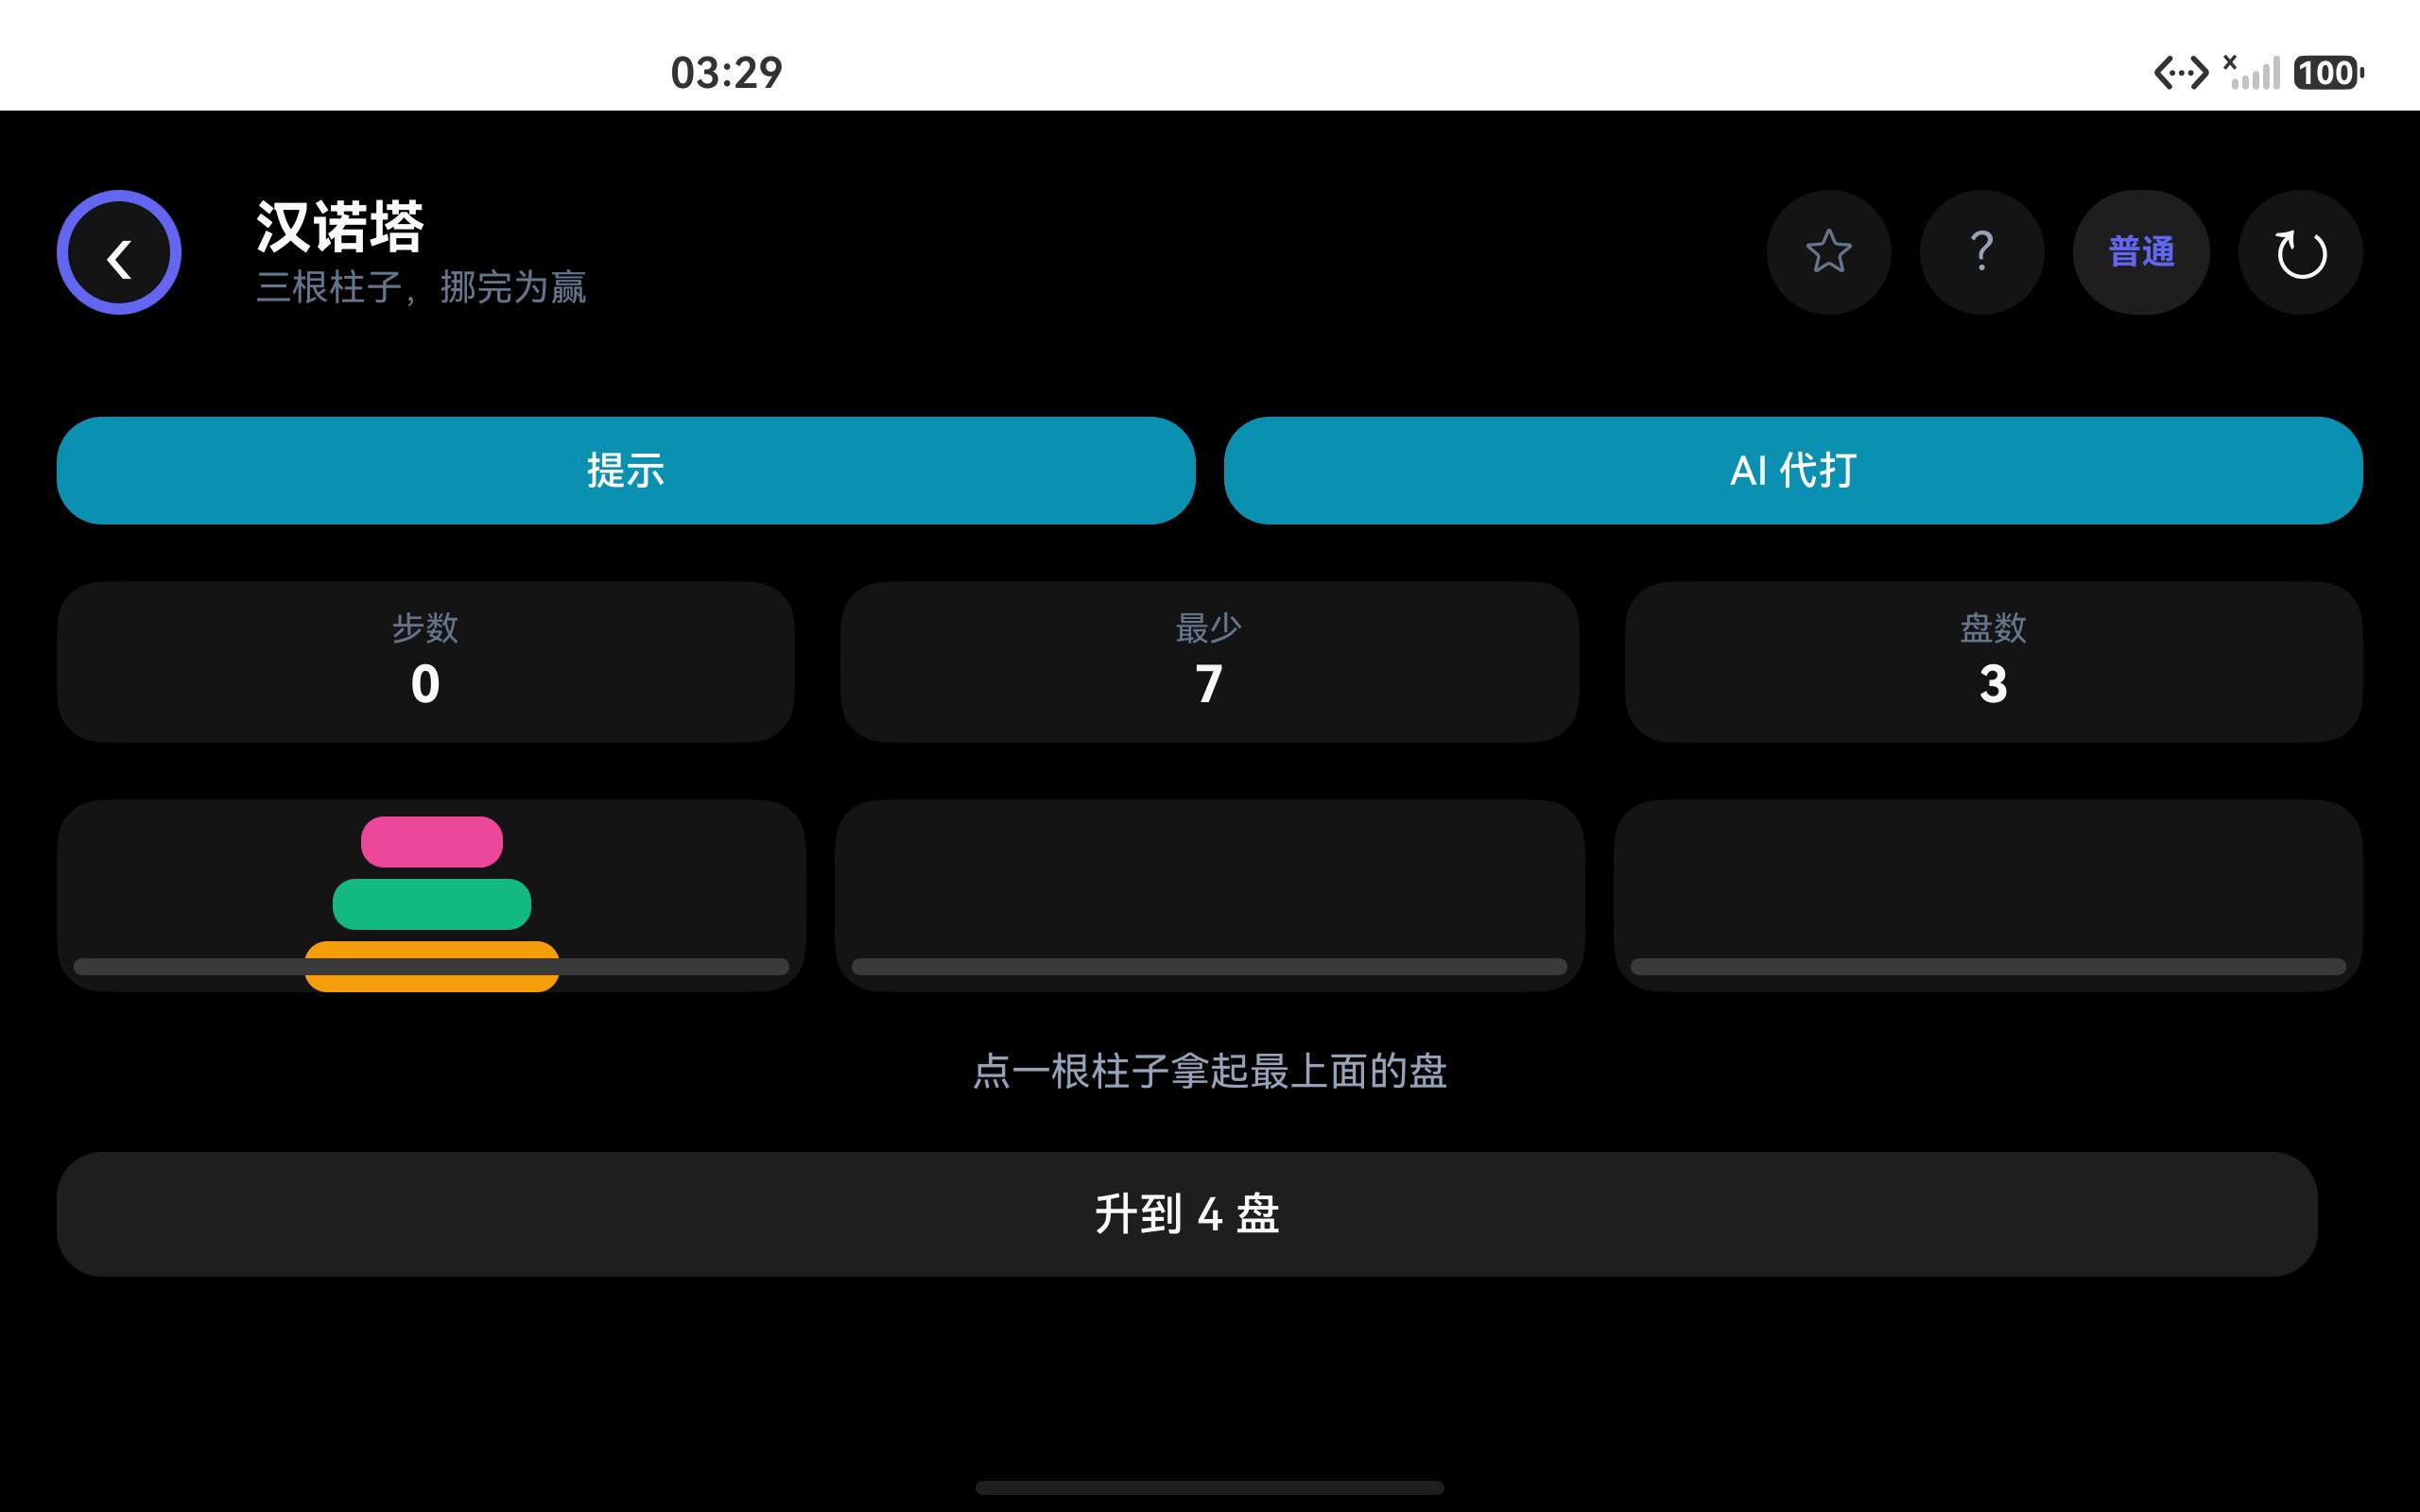 03:29
100
汉诺塔
三根柱子，挪完为赢
?
普通
提示
AI 代打
步数
0
最少
7
盘数
3
点一根柱子拿起最上面的盘
升到 4 盘